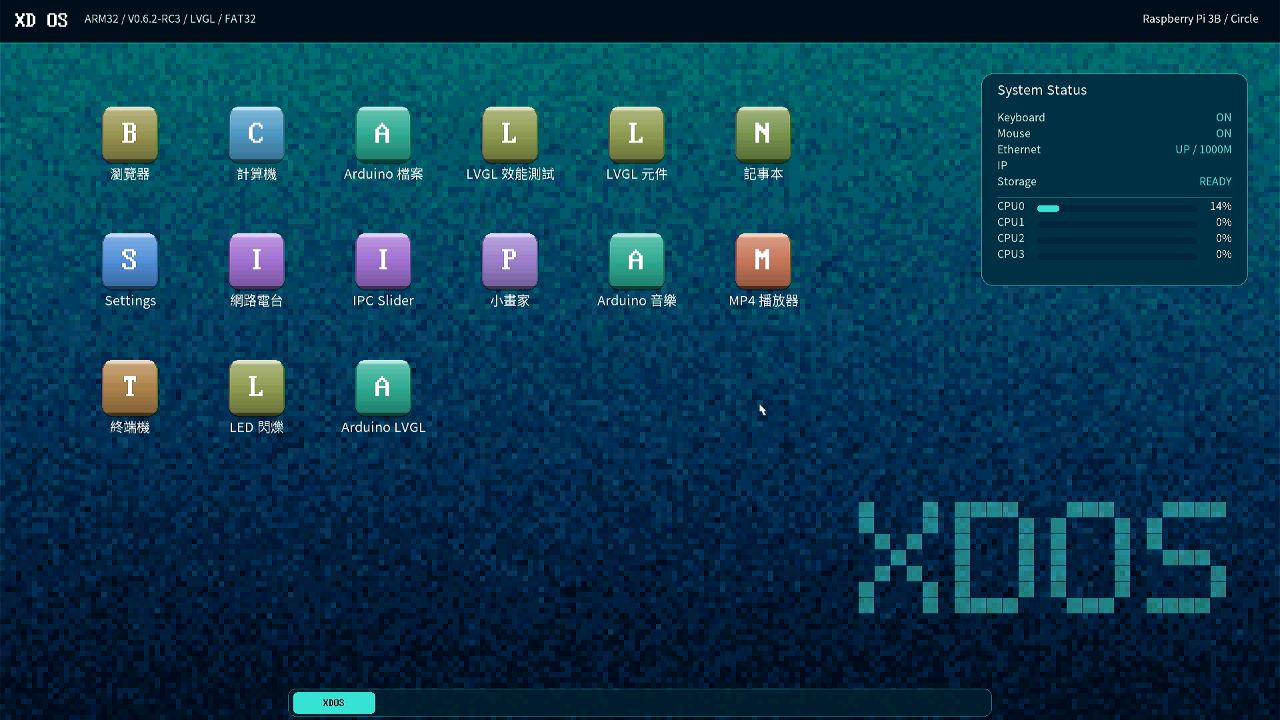 XD OS ARM32 / V0.6.2-RC3 / LVGL / FAT32 Raspberry Pi 3B / Circle
System Status
Keyboard ON
Mouse ON
Ethernet UP / 1000M
IP
Storage READY
CPU0 14%
CPU1 0%
CPU2 0%
CPU3 0%
B C A L L N
瀏覽器 計算機 Arduino 檔案 LVGL 效能測試 LVGL 元件 記事本
S I I P A M
Settings 網路電台 IPC Slider 小畫家 Arduino 音樂 MP4 播放器
T L A
終端機 LED 閃爍 Arduino LVGL
XDOS
XDOS